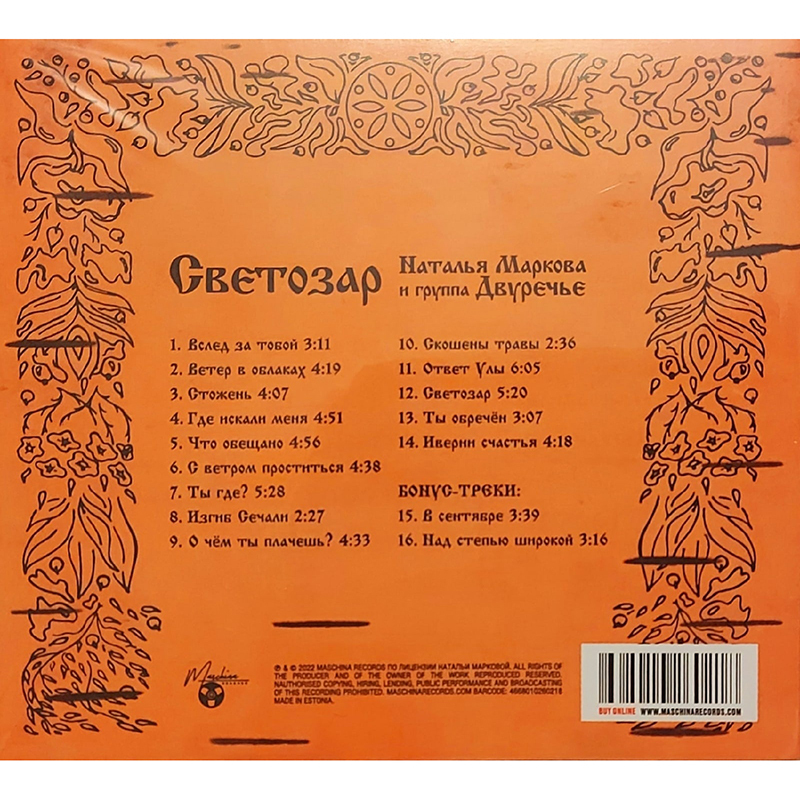 Светозар
Наталья Маркова
и группа Двуречье
1. Вслед за тобой 3:11
2. Ветер в облаках 4:19
3. Стожень 4:07
4. Где искали меня 4:51
5. Что обещано 4:56
6. С ветром проститься 4:38
7. Ты где? 5:28
8. Изгиб Сечали 2:27
9. О чём ты плачешь? 4:33
10. Скошены травы 2:36
11. Ответ Улы 6:05
12. Светозар 5:20
13. Ты обречён 3:07
14. Иверни счастья 4:18
БОНУС-ТРЕКИ:
15. В сентябре 3:39
16. Над степью широкой 3:16
Maschina
RECORDS
℗ & © 2022 MASCHINA RECORDS ПО ЛИЦЕНЗИИ НАТАЛЬИ МАРКОВОЙ. ALL RIGHTS OF
THE PRODUCER AND OF THE OWNER OF THE WORK REPRODUCED RESERVED.
NAUTHORISED COPYING, HIRING, LENDING, PUBLIC PERFORMANCE AND BROADCASTING
OF THIS RECORDING PROHIBITED. MASCHINARECORDS.COM BARCODE: 4668010260218
MADE IN ESTONIA.
BUY ONLINE WWW.MASCHINARECORDS.COM